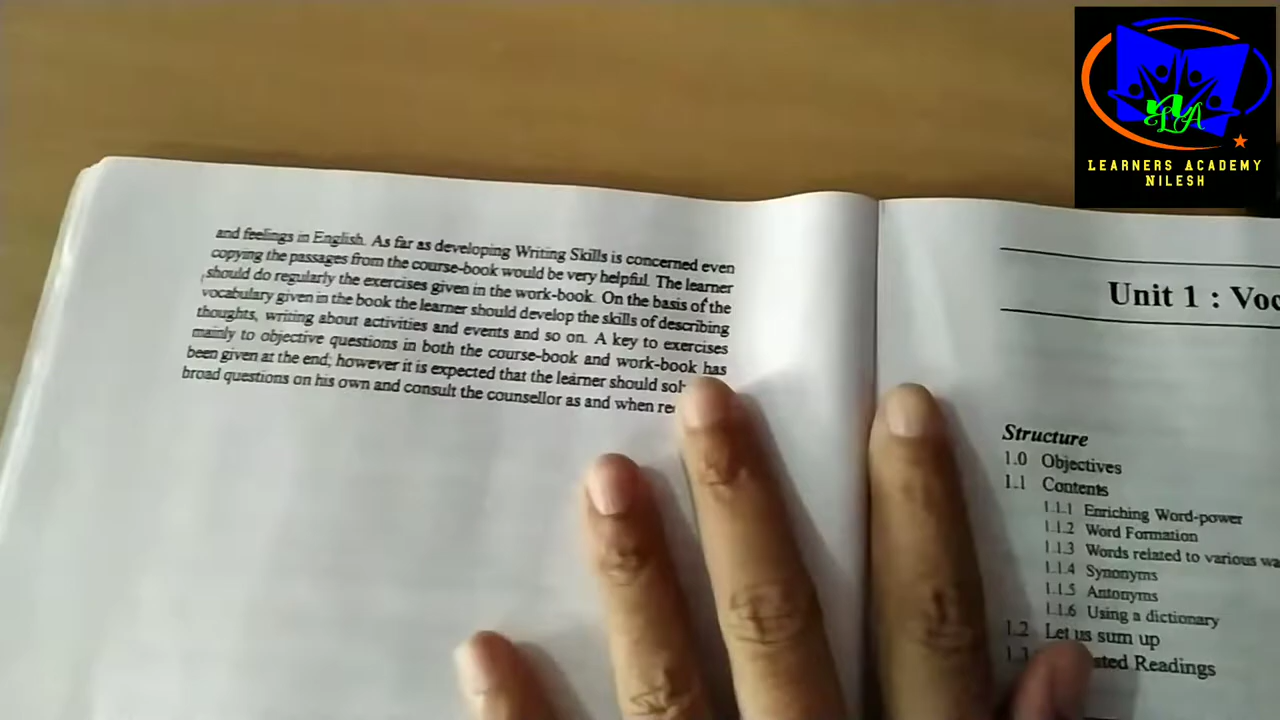 LEARNERS ACADEMY
NILESH
and feelings in English. As far as developing Writing Skills is concerned even
copying the passages from the course-book would be very helpful. The learner
should do regularly the exercises given in the work-book. On the basis of the
vocabulary given in the book the learner should develop the skills of describing
thoughts, writing about activities and events and so on. A key to exercises
mainly to objective questions in both the course-book and work-book has
been given at the end; however it is expected that the learner should
broad questions on his own and consult the counsellor as and when
Unit 1 :
Structure
1.0 Objectives
1.1 Contents
1.1.1 Enriching Word-power
1.1.2 Word Formation
1.1.3 Words related to various
1.1.4 Synonyms
1.1.5 Antonyms
1.1.6 Using a dictionary
1.2 Let us sum up
1.3 Readings